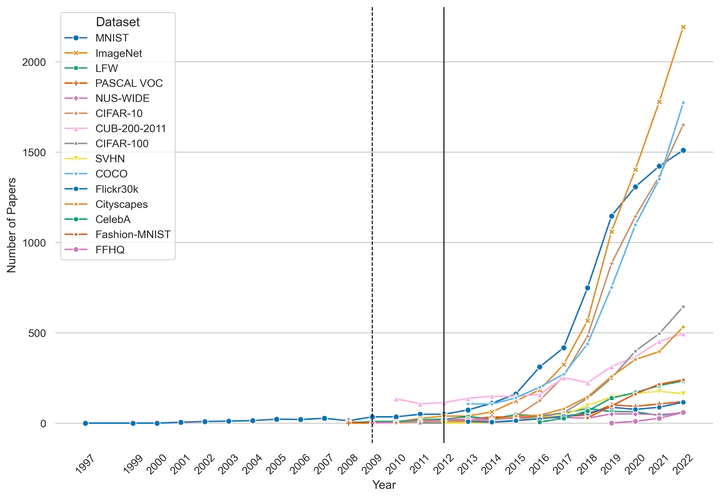 Dataset
MNIST
ImageNet
LFW
PASCAL VOC
NUS-WIDE
CIFAR-10
CUB-200-2011
CIFAR-100
SVHN
COCO
Flickr30k
Cityscapes
CelebA
Fashion-MNIST
FFHQ
Number of Papers
2000
1500
1000
500
0
1997
1999
2000
2001
2002
2003
2004
2005
2006
2007
2008
2009
2010
2011
2012
2013
2014
2015
2016
2017
2018
2019
2020
2021
2022
Year